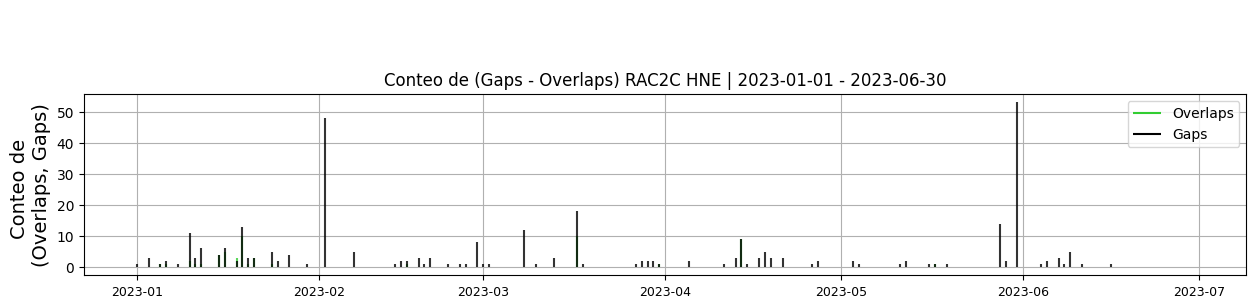 Conteo de (Gaps - Overlaps) RAC2C HNE | 2023-01-01 - 2023-06-30
Conteo de
(Overlaps, Gaps)
50
40
30
20
10
0
Overlaps
Gaps
2023-01
2023-02
2023-03
2023-04
2023-05
2023-06
2023-07